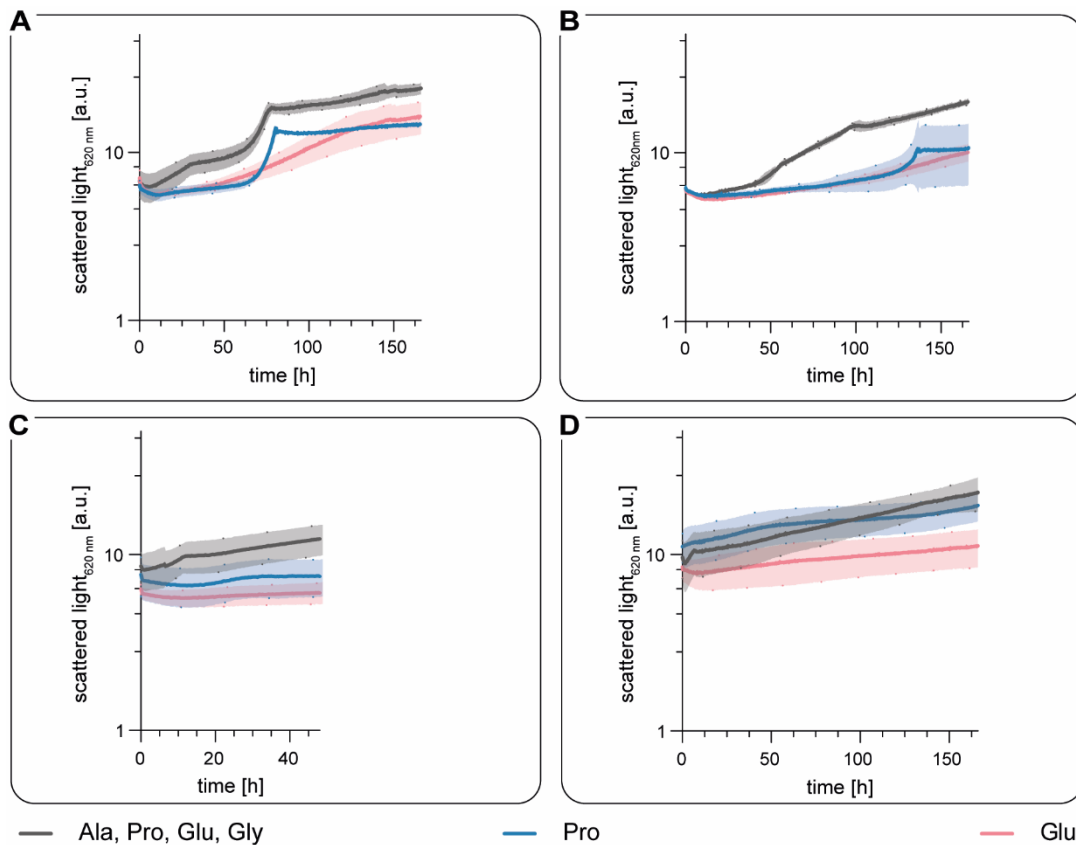 A
scattered light620 nm [a.u.]
10
1
0 50 100 150
time [h]
B
scattered light620nm [a.u.]
10
1
0 50 100 150
time [h]
C
scattered light620 nm [a.u.]
10
1
0 20 40
time [h]
D
scattered light620 nm [a.u.]
10
1
0 50 100 150
time [h]
Ala, Pro, Glu, Gly Pro Glu